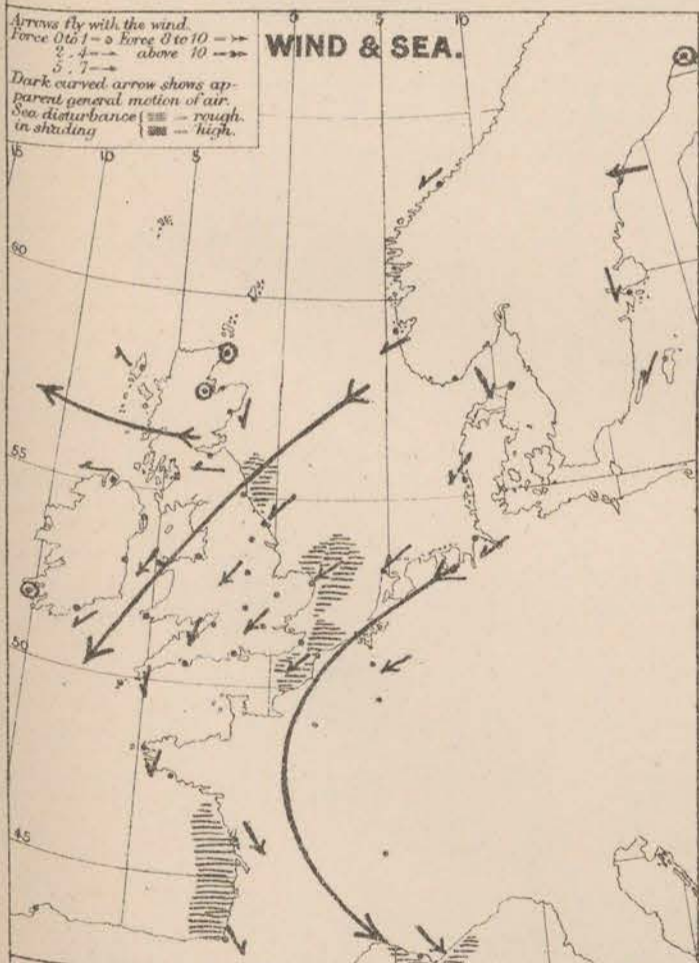 0 5 10
Arrows fly with the wind.
Force 0 to 1 — Force 8 to 10 —
WIND & SEA.
2 . 4 — above 10 —
5 . 7 —
Dark curved arrow shows ap-
parent general motion of air.
Sea disturbance { — rough.
in shading { — high.
15 10 5
60
55
50
45